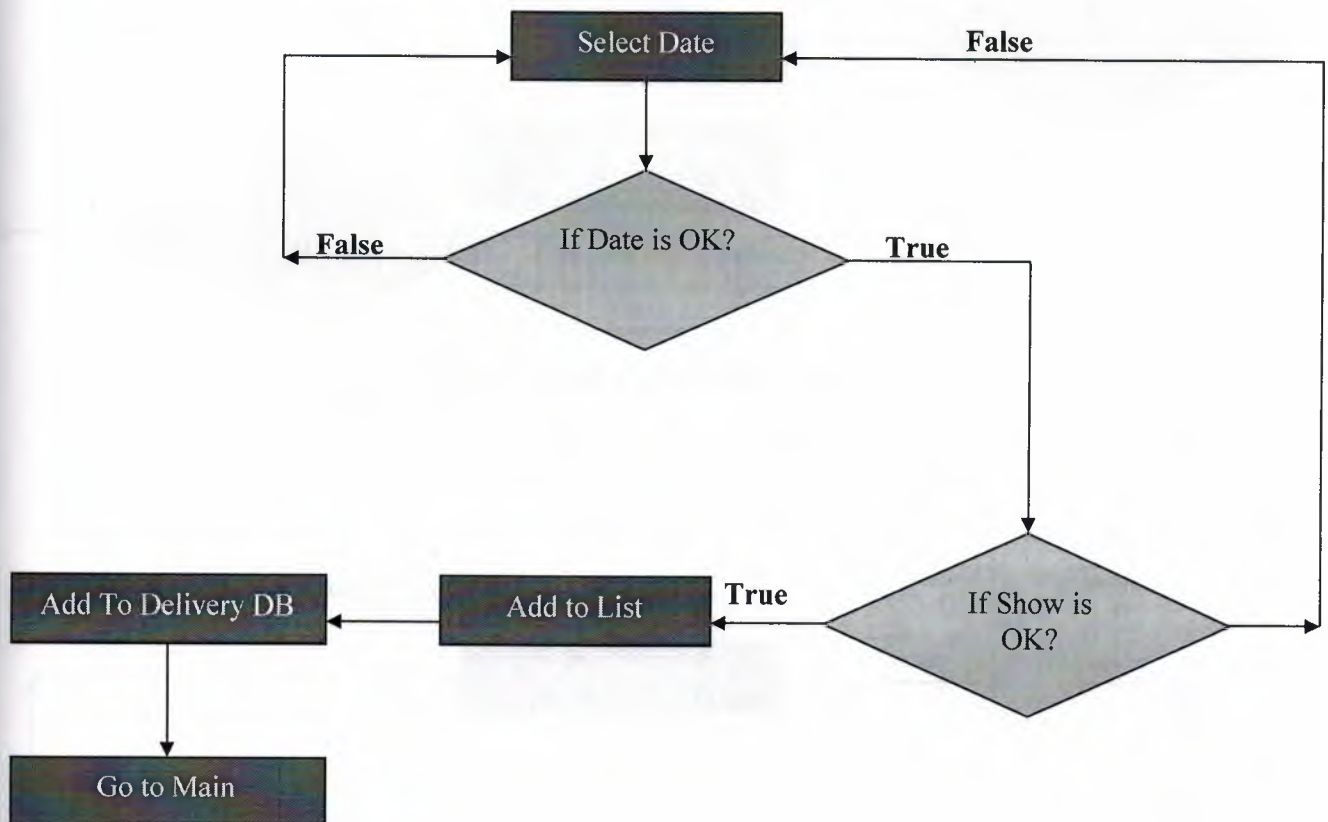 Select Date
False
If Date is OK?
False
True
If Show is
OK?
True
Add to List
Add To Delivery DB
Go to Main